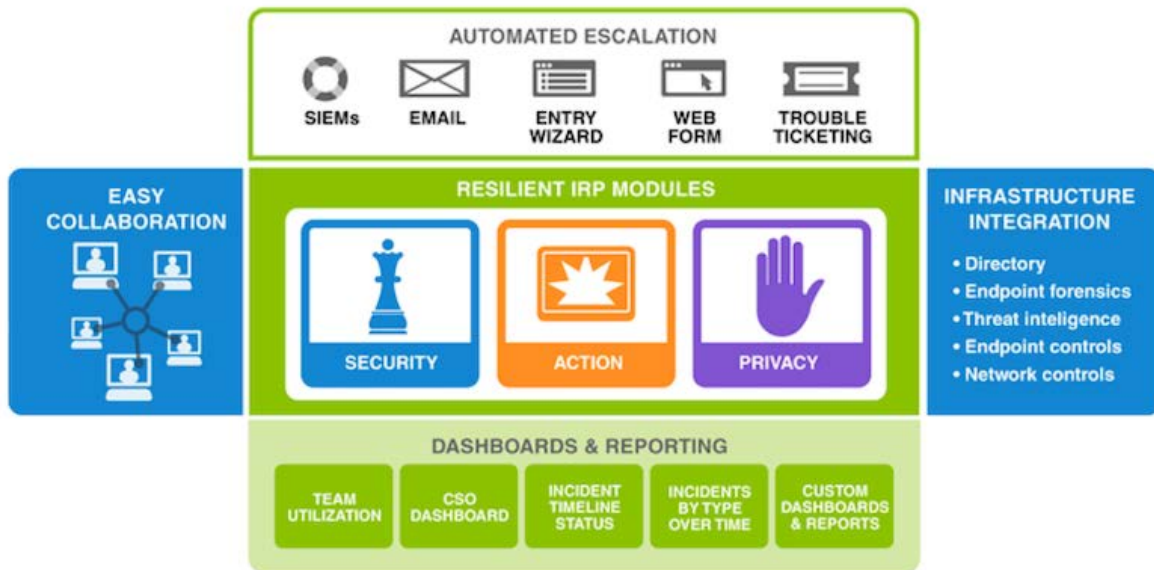 AUTOMATED ESCALATION
SIEMs
EMAIL
ENTRY
WIZARD
WEB
FORM
TROUBLE
TICKETING
EASY
COLLABORATION
RESILIENT IRP MODULES
SECURITY
ACTION
PRIVACY
INFRASTRUCTURE
INTEGRATION
• Directory
• Endpoint forensics
• Threat inteligence
• Endpoint controls
• Network controls
DASHBOARDS & REPORTING
TEAM
UTILIZATION
CSO
DASHBOARD
INCIDENT
TIMELINE
STATUS
INCIDENTS
BY TYPE
OVER TIME
CUSTOM
DASHBOARDS
& REPORTS